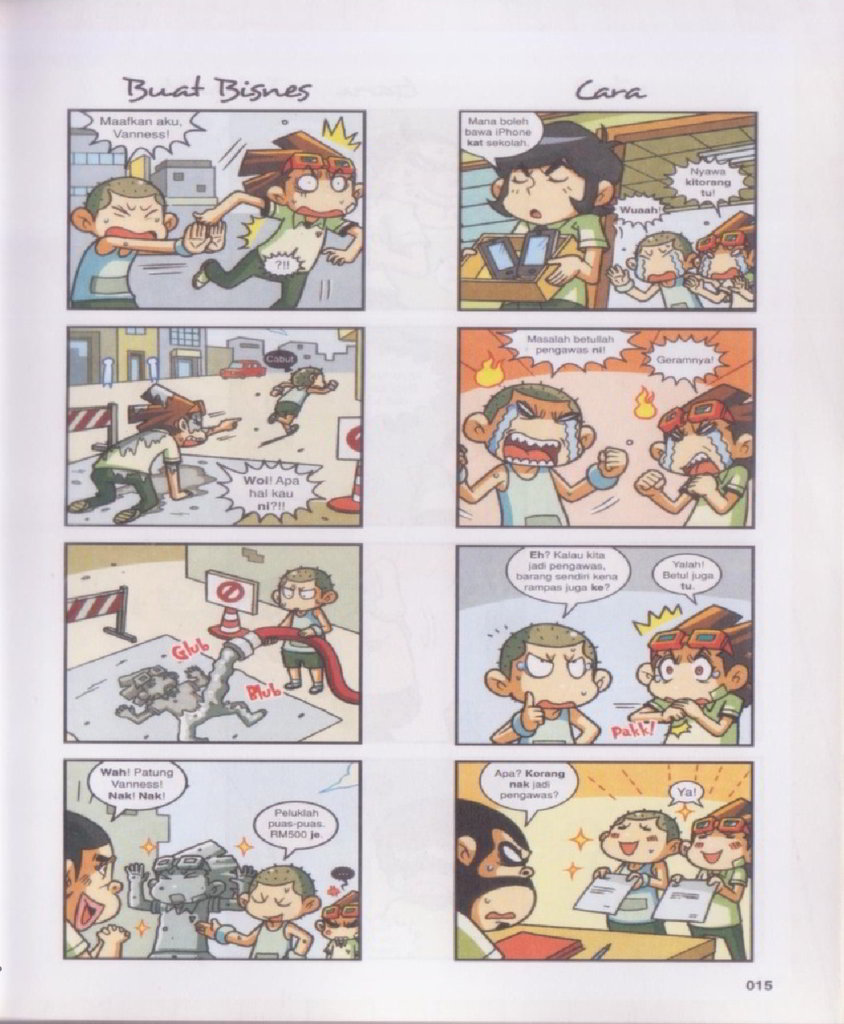 Buat Bisnes
Maafkan aku,
Vanness!
?!!
Cabut
Woi! Apa
hal kau
ni?!!
Glub
Blub
Wah! Patung
Vanness!
Nak! Nak!
Peluklah
puas-puas.
RM500 je.
Cara
Mana boleh
bawa iPhone
kat sekolah.
Wuaah!
Nyawa
kitorang
tu!
Masalah betullah
pengawas ni!
Geramnya!
Eh? Kalau kita
jadi pengawas,
barang sendiri kena
rampas juga ke?
Yalah!
Betul juga
tu.
Pakk!
Apa? Korang
nak jadi
pengawas?
Ya!
015